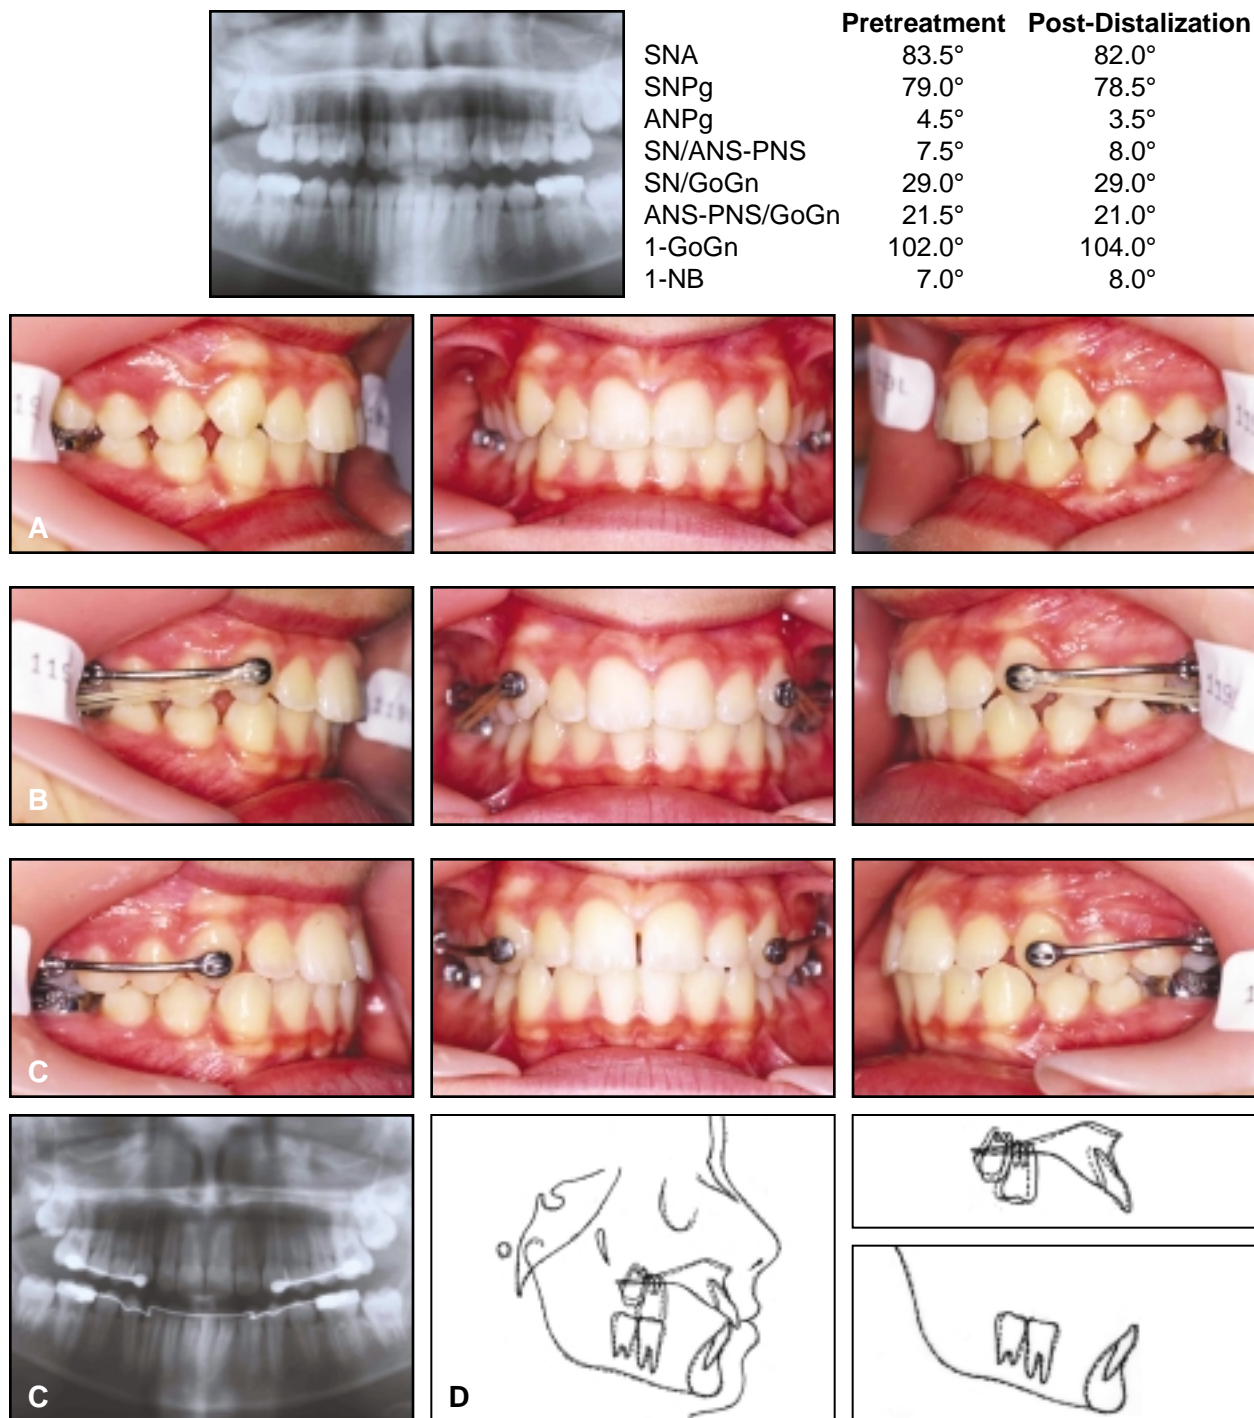 Pretreatment Post-Distalization
SNA 83.5° 82.0°
SNPg 79.0° 78.5°
ANPg 4.5° 3.5°
SN/ANS-PNS 7.5° 8.0°
SN/GoGn 29.0° 29.0°
ANS-PNS/GoGn 21.5° 21.0°
1-GoGn 102.0° 104.0°
1-NB 7.0° 8.0°
A
B
C
C
D